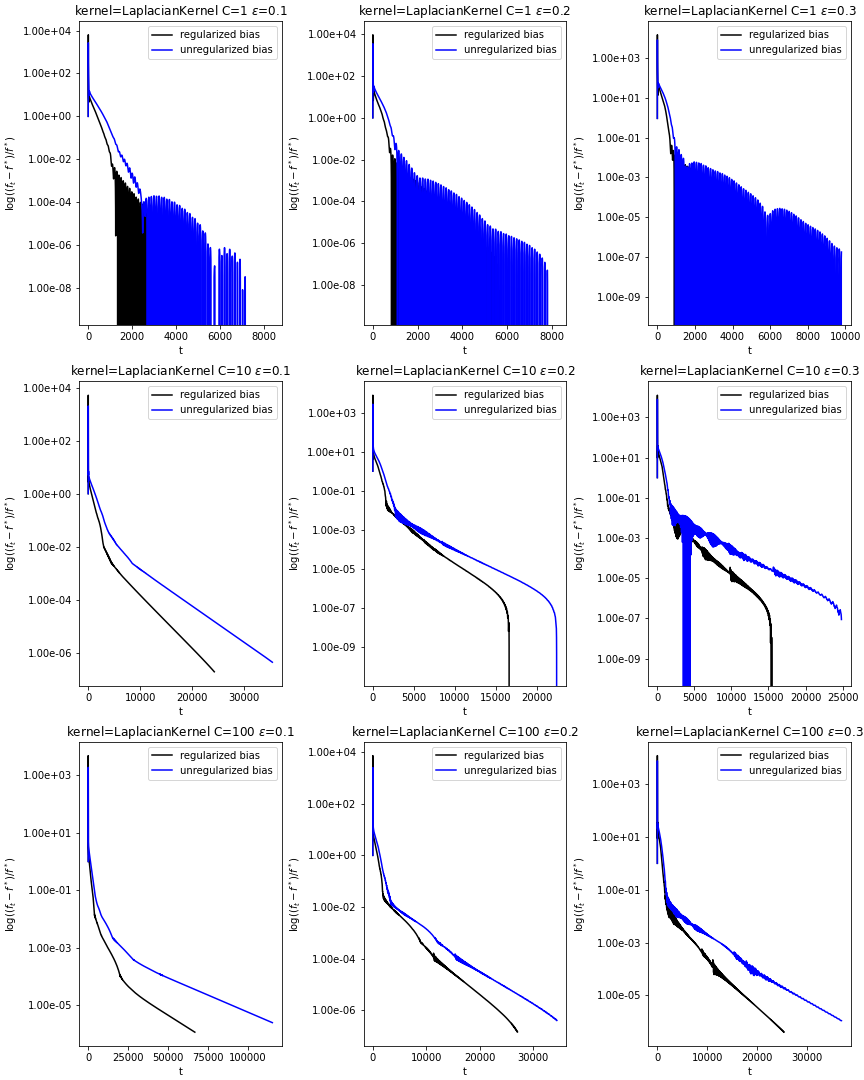 kernel=LaplacianKernel C=1 ε=0.1
regularized bias
unregularized bias
1.00e+04
1.00e+02
1.00e+00
1.00e-02
1.00e-04
1.00e-06
1.00e-08
log((f_t − f*)/f*)
0 2000 4000 6000 8000
t
kernel=LaplacianKernel C=1 ε=0.2
regularized bias
unregularized bias
1.00e+04
1.00e+02
1.00e+00
1.00e-02
1.00e-04
1.00e-06
1.00e-08
log((f_t − f*)/f*)
0 2000 4000 6000 8000
t
kernel=LaplacianKernel C=1 ε=0.3
regularized bias
unregularized bias
1.00e+03
1.00e+01
1.00e-01
1.00e-03
1.00e-05
1.00e-07
1.00e-09
log((f_t − f*)/f*)
0 2000 4000 6000 8000 10000
t
kernel=LaplacianKernel C=10 ε=0.1
regularized bias
unregularized bias
1.00e+04
1.00e+02
1.00e+00
1.00e-02
1.00e-04
1.00e-06
log((f_t − f*)/f*)
0 10000 20000 30000
t
kernel=LaplacianKernel C=10 ε=0.2
regularized bias
unregularized bias
1.00e+03
1.00e+01
1.00e-01
1.00e-03
1.00e-05
1.00e-07
1.00e-09
log((f_t − f*)/f*)
0 5000 10000 15000 20000
t
kernel=LaplacianKernel C=10 ε=0.3
regularized bias
unregularized bias
1.00e+03
1.00e+01
1.00e-01
1.00e-03
1.00e-05
1.00e-07
1.00e-09
log((f_t − f*)/f*)
0 5000 10000 15000 20000 25000
t
kernel=LaplacianKernel C=100 ε=0.1
regularized bias
unregularized bias
1.00e+03
1.00e+01
1.00e-01
1.00e-03
1.00e-05
log((f_t − f*)/f*)
0 25000 50000 75000 100000
t
kernel=LaplacianKernel C=100 ε=0.2
regularized bias
unregularized bias
1.00e+04
1.00e+02
1.00e+00
1.00e-02
1.00e-04
1.00e-06
log((f_t − f*)/f*)
0 10000 20000 30000
t
kernel=LaplacianKernel C=100 ε=0.3
regularized bias
unregularized bias
1.00e+03
1.00e+01
1.00e-01
1.00e-03
1.00e-05
log((f_t − f*)/f*)
0 10000 20000 30000
t